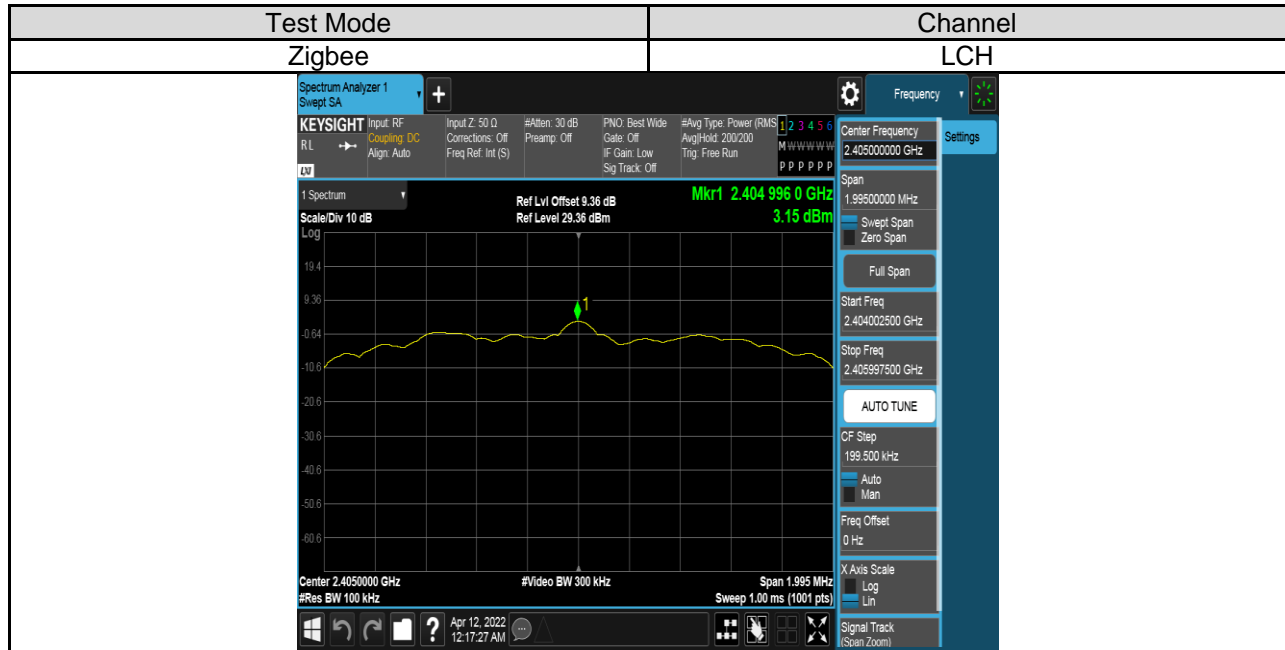 Test Mode Channel
Zigbee LCH
Spectrum Analyzer 1
Swept SA
+
Frequency
KEYSIGHT
RL
LXI
Input: RF
Coupling: DC
Align: Auto
Input Z: 50 Ω
Corrections: Off
Freq Ref: Int (S)
#Atten: 30 dB
Preamp: Off
PNO: Best Wide
Gate: Off
IF Gain: Low
Sig Track: Off
#Avg Type: Power (RMS
Avg|Hold: 200/200
Trig: Free Run
1 2 3 4 5 6
M W W W W W
P P P P P P
1 Spectrum
Scale/Div 10 dB
Log
Ref Lvl Offset 9.36 dB
Ref Level 29.36 dBm
Mkr1 2.404 996 0 GHz
3.15 dBm
19.4
9.36
1
-0.64
-10.6
-20.6
-30.6
-40.6
-50.6
-60.6
Center 2.4050000 GHz
#Res BW 100 kHz
#Video BW 300 kHz
Span 1.995 MHz
Sweep 1.00 ms (1001 pts)
?
Apr 12, 2022
12:17:27 AM
Center Frequency
2.405000000 GHz
Settings
Span
1.99500000 MHz
Swept Span
Zero Span
Full Span
Start Freq
2.404002500 GHz
Stop Freq
2.405997500 GHz
AUTO TUNE
CF Step
199.500 kHz
Auto
Man
Freq Offset
0 Hz
X Axis Scale
Log
Lin
Signal Track
(Span Zoom)